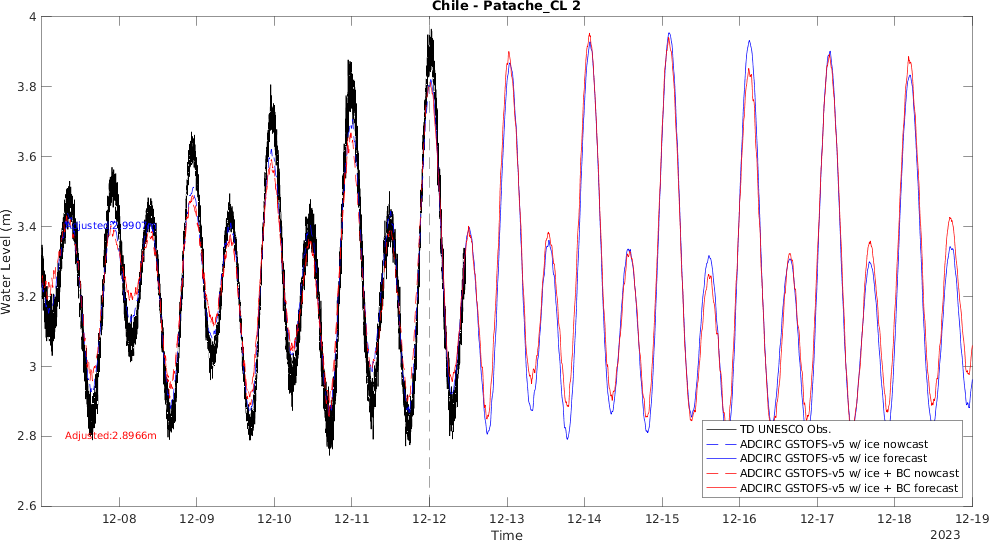 Chile - Patache_CL 2
Water Level (m)
4
3.8
3.6
3.4
3.2
3
2.8
2.6
Adjusted:2.8966m
TD UNESCO Obs.
ADCIRC GSTOFS-v5 w/ ice nowcast
ADCIRC GSTOFS-v5 w/ ice forecast
ADCIRC GSTOFS-v5 w/ ice + BC nowcast
ADCIRC GSTOFS-v5 w/ ice + BC forecast
12-08
12-09
12-10
12-11
12-12
12-13
12-14
12-15
12-16
12-17
12-18
12-19
Time
2023